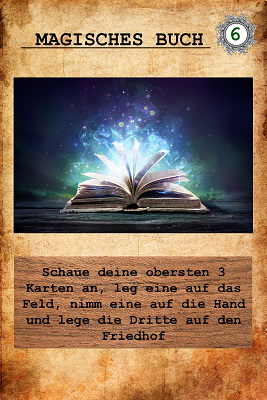 MAGISCHES BUCH
6
Schaue deine obersten 3
Karten an, leg eine auf das
Feld, nimm eine auf die Hand
und lege die Dritte auf den
Friedhof